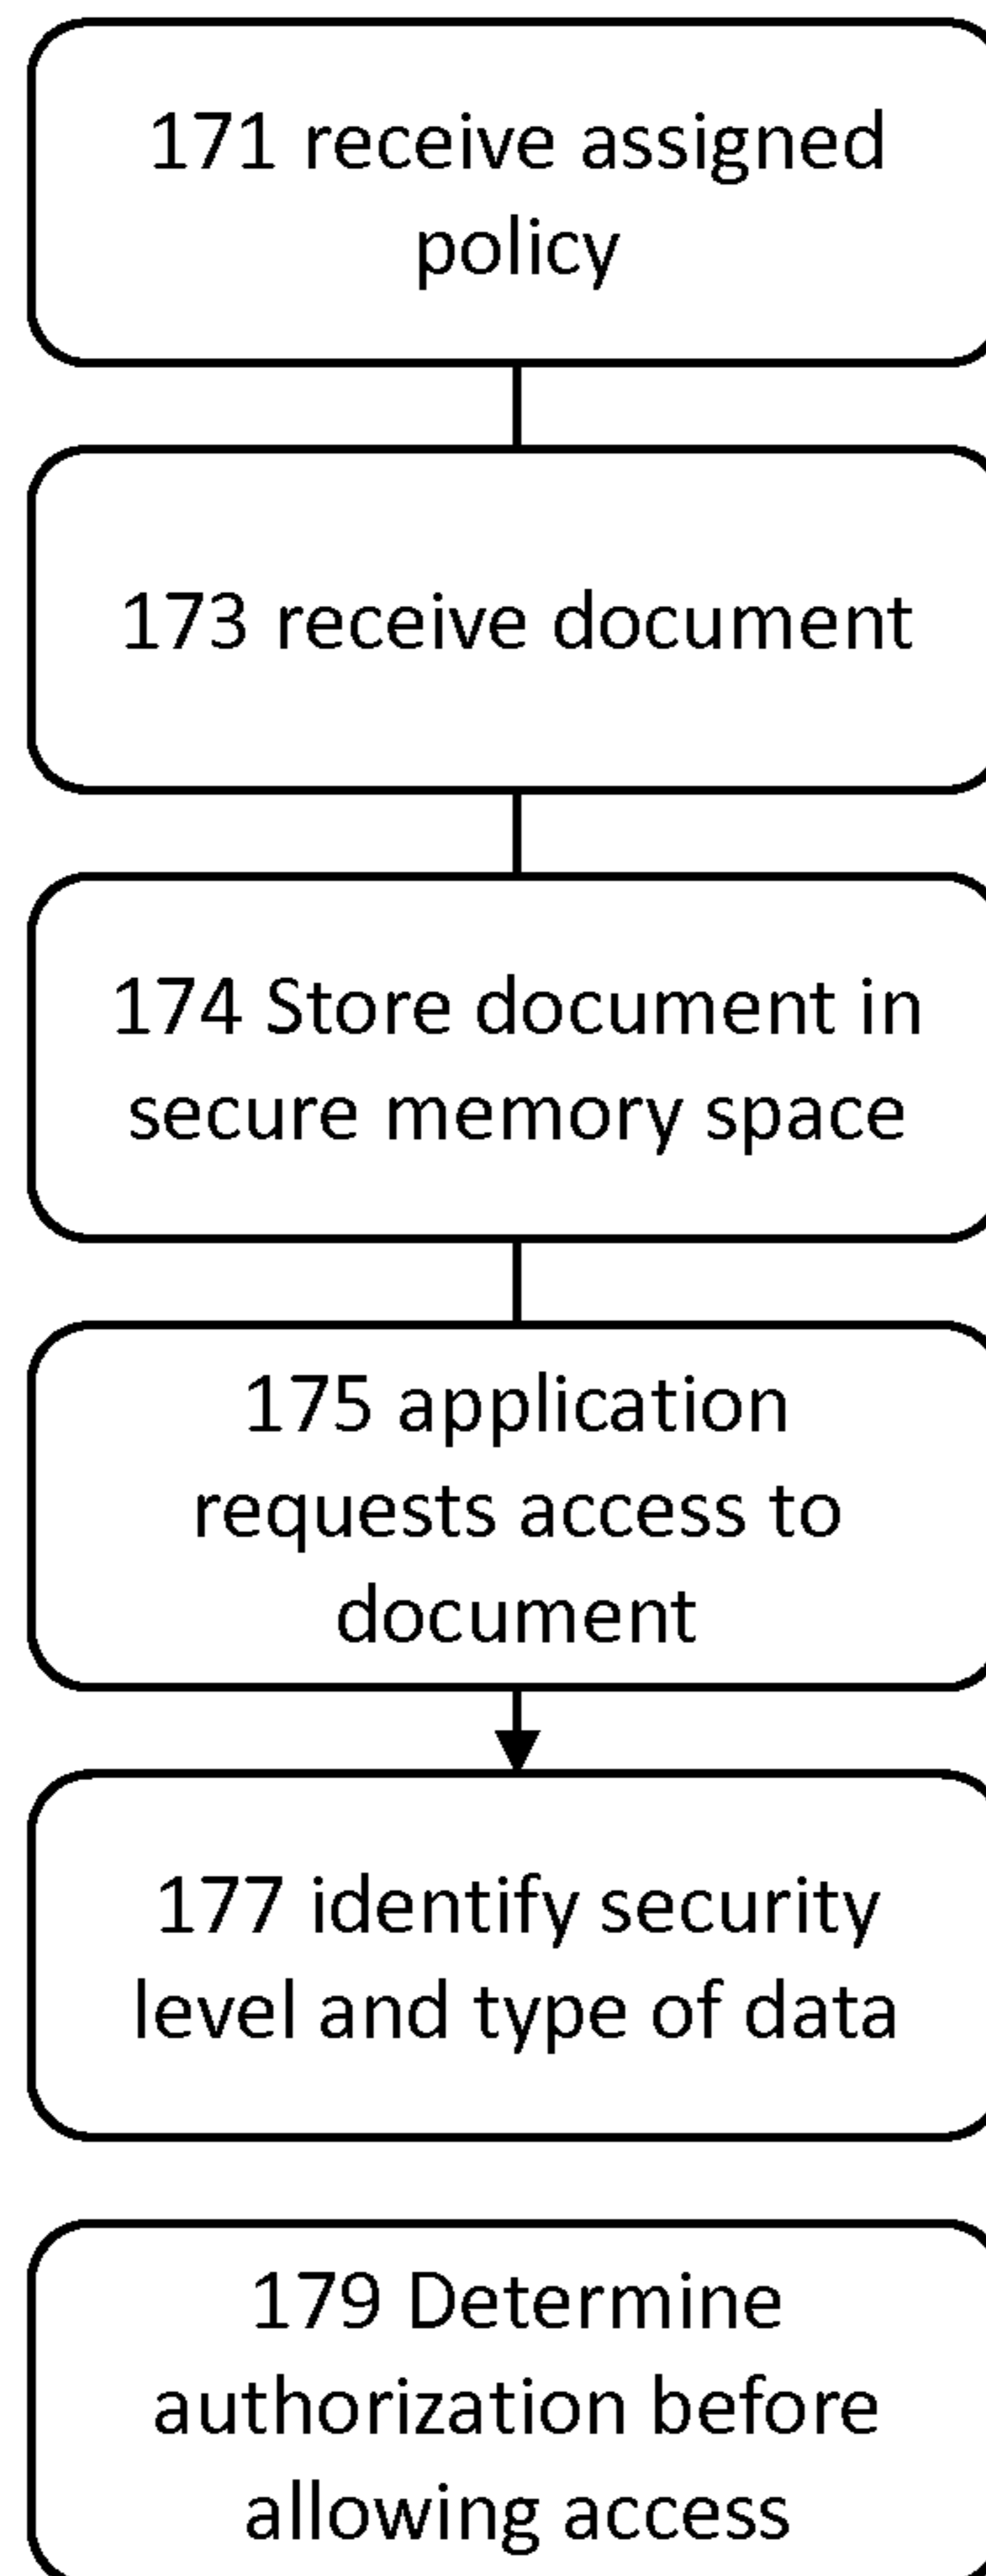 171 receive assigned
policy
173 receive document
174 Store document in
secure memory space
175 application
requests access to
document
177 identify security
level and type of data
179 Determine
authorization before
allowing access